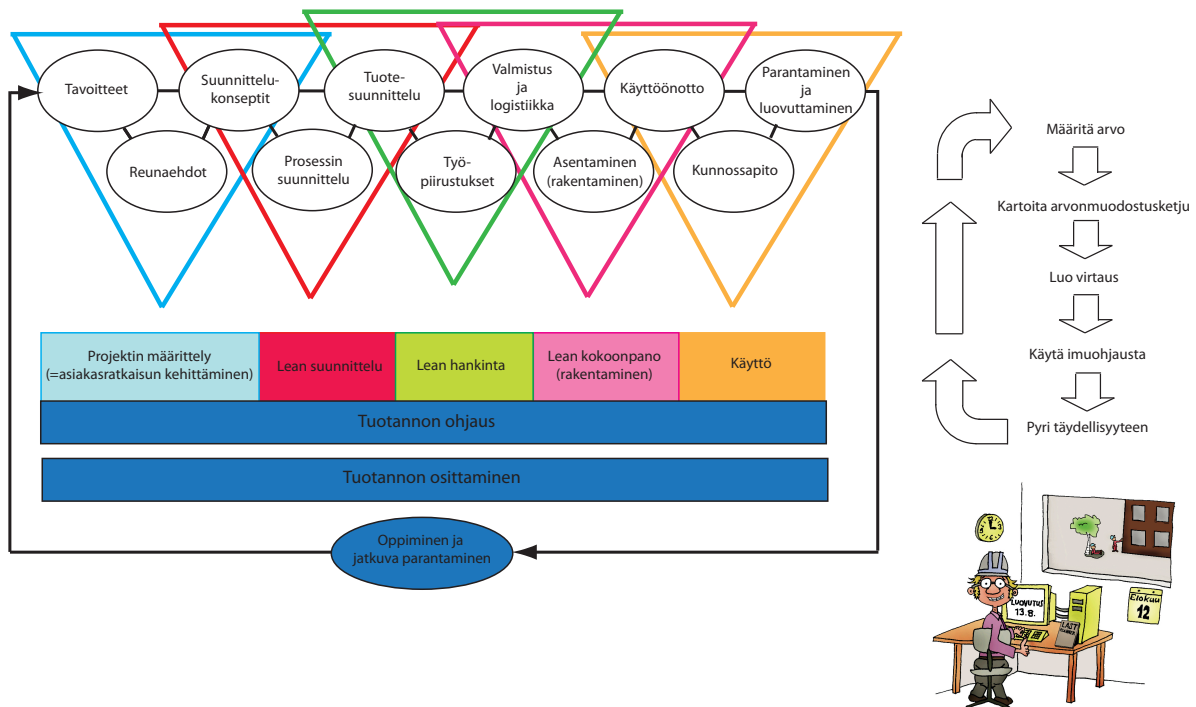 Tavoitteet
Suunnittelu-
konseptit
Tuote-
suunnittelu
Valmistus
ja
logistiikka
Käyttöönotto
Parantaminen
ja
luovuttaminen
Reunaehdot
Prosessin
suunnittelu
Työ-
piirustukset
Asentaminen
(rakentaminen)
Kunnossapito
Projektin määrittely
(=asiakasratkaisun kehittäminen)
Lean suunnittelu
Lean hankinta
Lean kokoonpano
(rakentaminen)
Käyttö
Tuotannon ohjaus
Tuotannon osittaminen
Oppiminen ja
jatkuva parantaminen
Määritä arvo
Kartoita arvonmuodostusketju
Luo virtaus
Käytä imuohjausta
Pyri täydellisyyteen
LUOVUTUS
13.8.
LAST
Elokuu
12